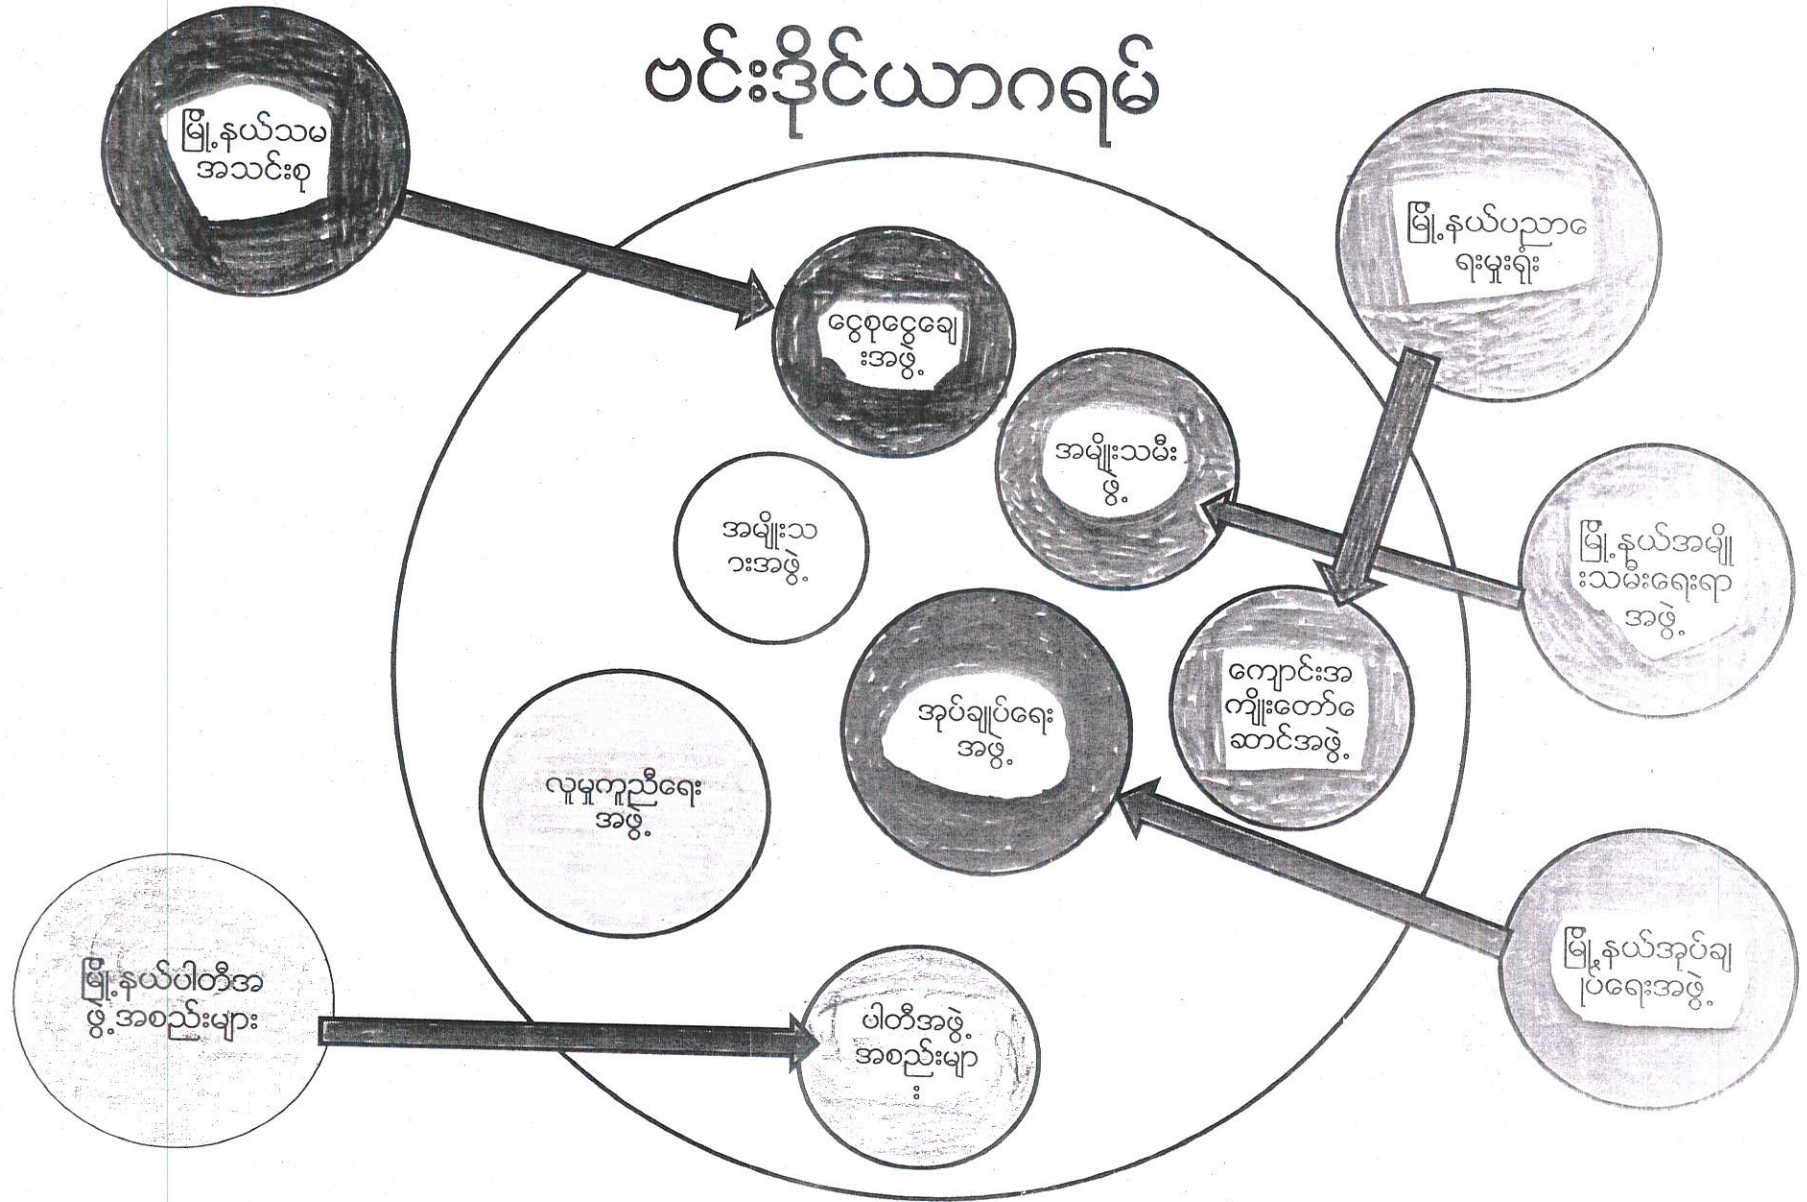 ဗင်းဒိုင်ယာဂရမ်
မြို့နယ်သမ
အသင်းစု
မြို့နယ်ပညာေ
ရးမှူးရုံး
ငွေစုငွေချေ
းအဖွဲ့
အမျိုးသမီး
ဖွဲ့
အမျိုးသ
ားအဖွဲ့
မြို့နယ်အမျို
းသမီးရေးရာ
အဖွဲ့
ကျောင်းအ
ကျိုးတော်ေ
ဆာင်အဖွဲ့
အုပ်ချုပ်ရေး
အဖွဲ့
လူမှုကူညီရေး
အဖွဲ့
မြို့နယ်အုပ်ချ
ုပ်ရေးအဖွဲ့
မြို့နယ်ပါတီအ
ဖွဲ့အစည်းများ
ပါတီအဖွဲ့
အစည်းမျာ
း